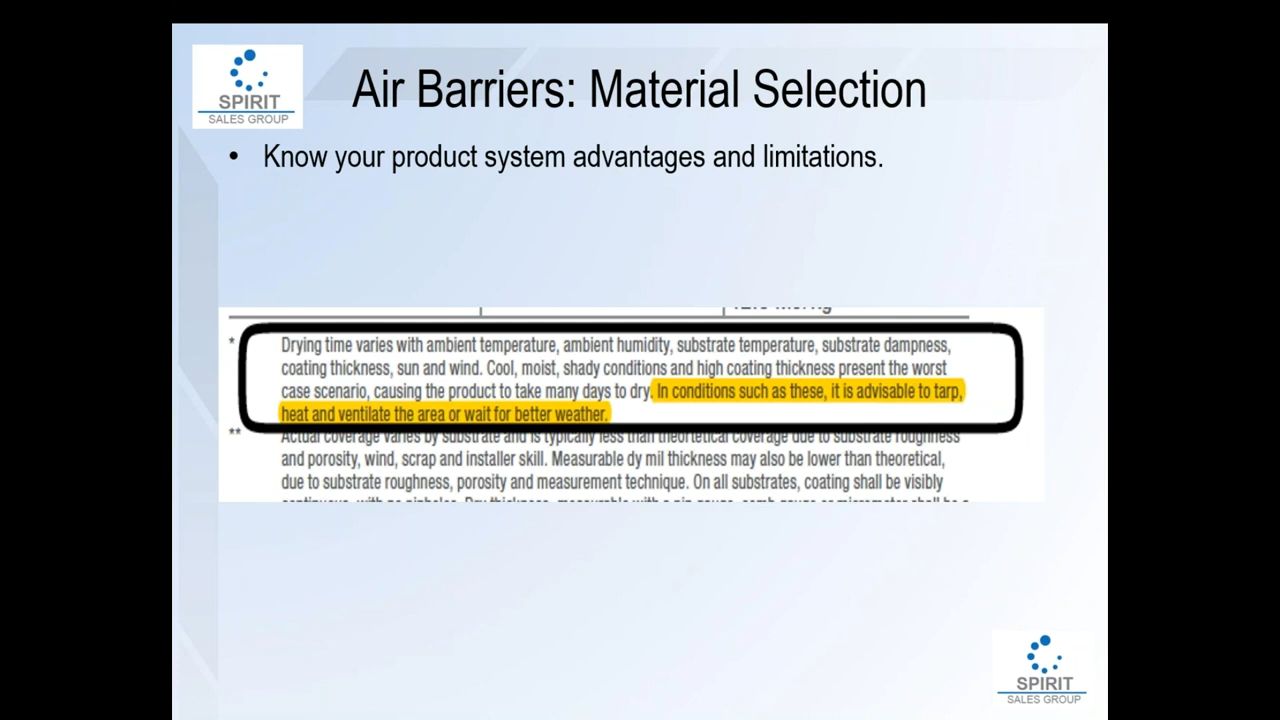 SPIRIT
SALES GROUP
Air Barriers: Material Selection
• Know your product system advantages and limitations.
* Drying time varies with ambient temperature, ambient humidity, substrate temperature, substrate dampness,
coating thickness, sun and wind. Cool, moist, shady conditions and high coating thickness present the worst
case scenario, causing the product to take many days to dry. In conditions such as these, it is advisable to tarp,
heat and ventilate the area or wait for better weather.
** Actual coverage varies by substrate and is typically less than theortetical coverage due to substrate roughness
and porosity, wind, scrap and installer skill. Measurable dy mil thickness may also be lower than theoretical,
due to substrate roughness, porosity and measurement technique. On all substrates, coating shall be visibly
SPIRIT
SALES GROUP